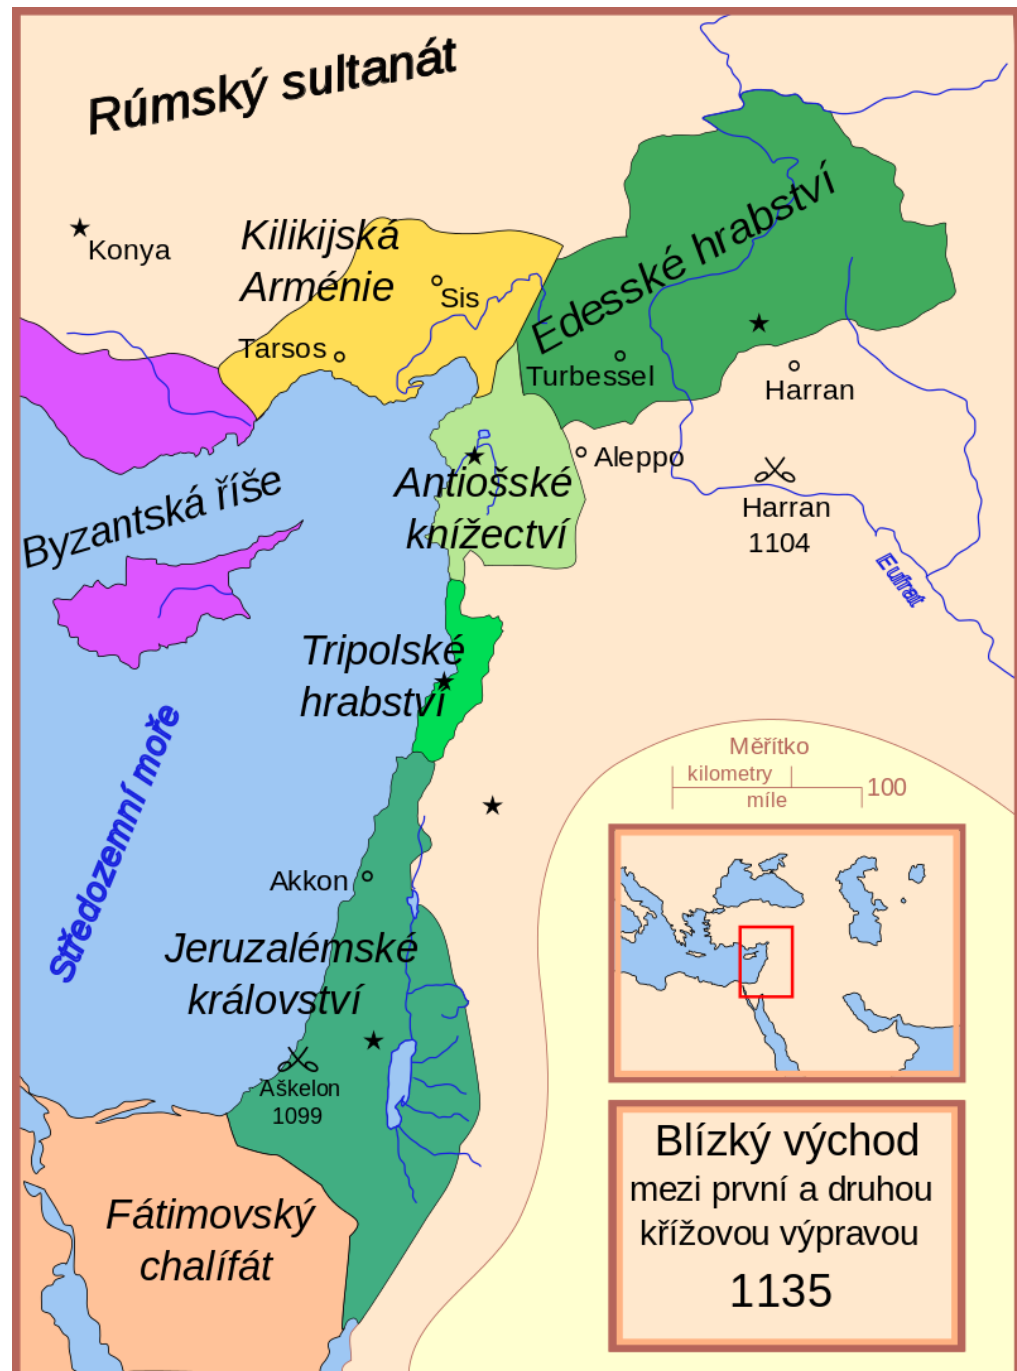 Rúmský sultanát
Konya
Kilikijská
Arménie
Sis
Tarsos
Edesské hrabství
Turbessel
Harran
Aleppo
Antiošské
knížectví
Harran
1104
Eufrat
Byzantská říše
Tripolské
hrabství
Středozemní moře
Měřítko
kilometry
míle
100
Akkon
Jeruzalémské
království
Aškelon
1099
Fátimovský
chalífát
Blízký východ
mezi první a druhou
křížovou výpravou
1135